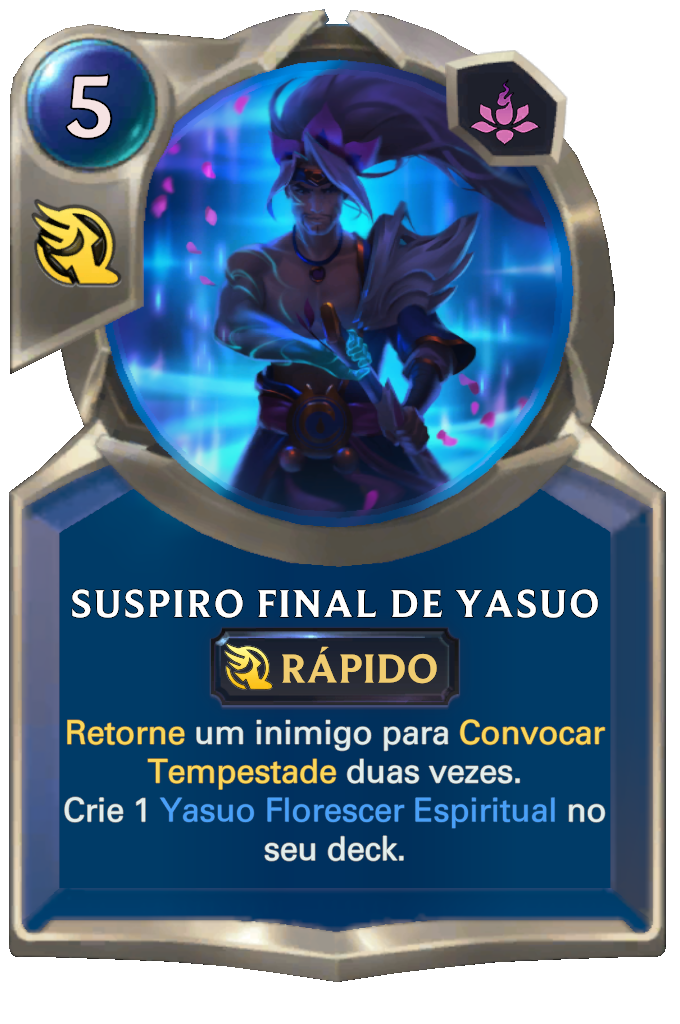 5
SUSPIRO FINAL DE YASUO
RÁPIDO
Retorne um inimigo para Convocar
Tempestade duas vezes.
Crie 1 Yasuo Florescer Espiritual no
seu deck.